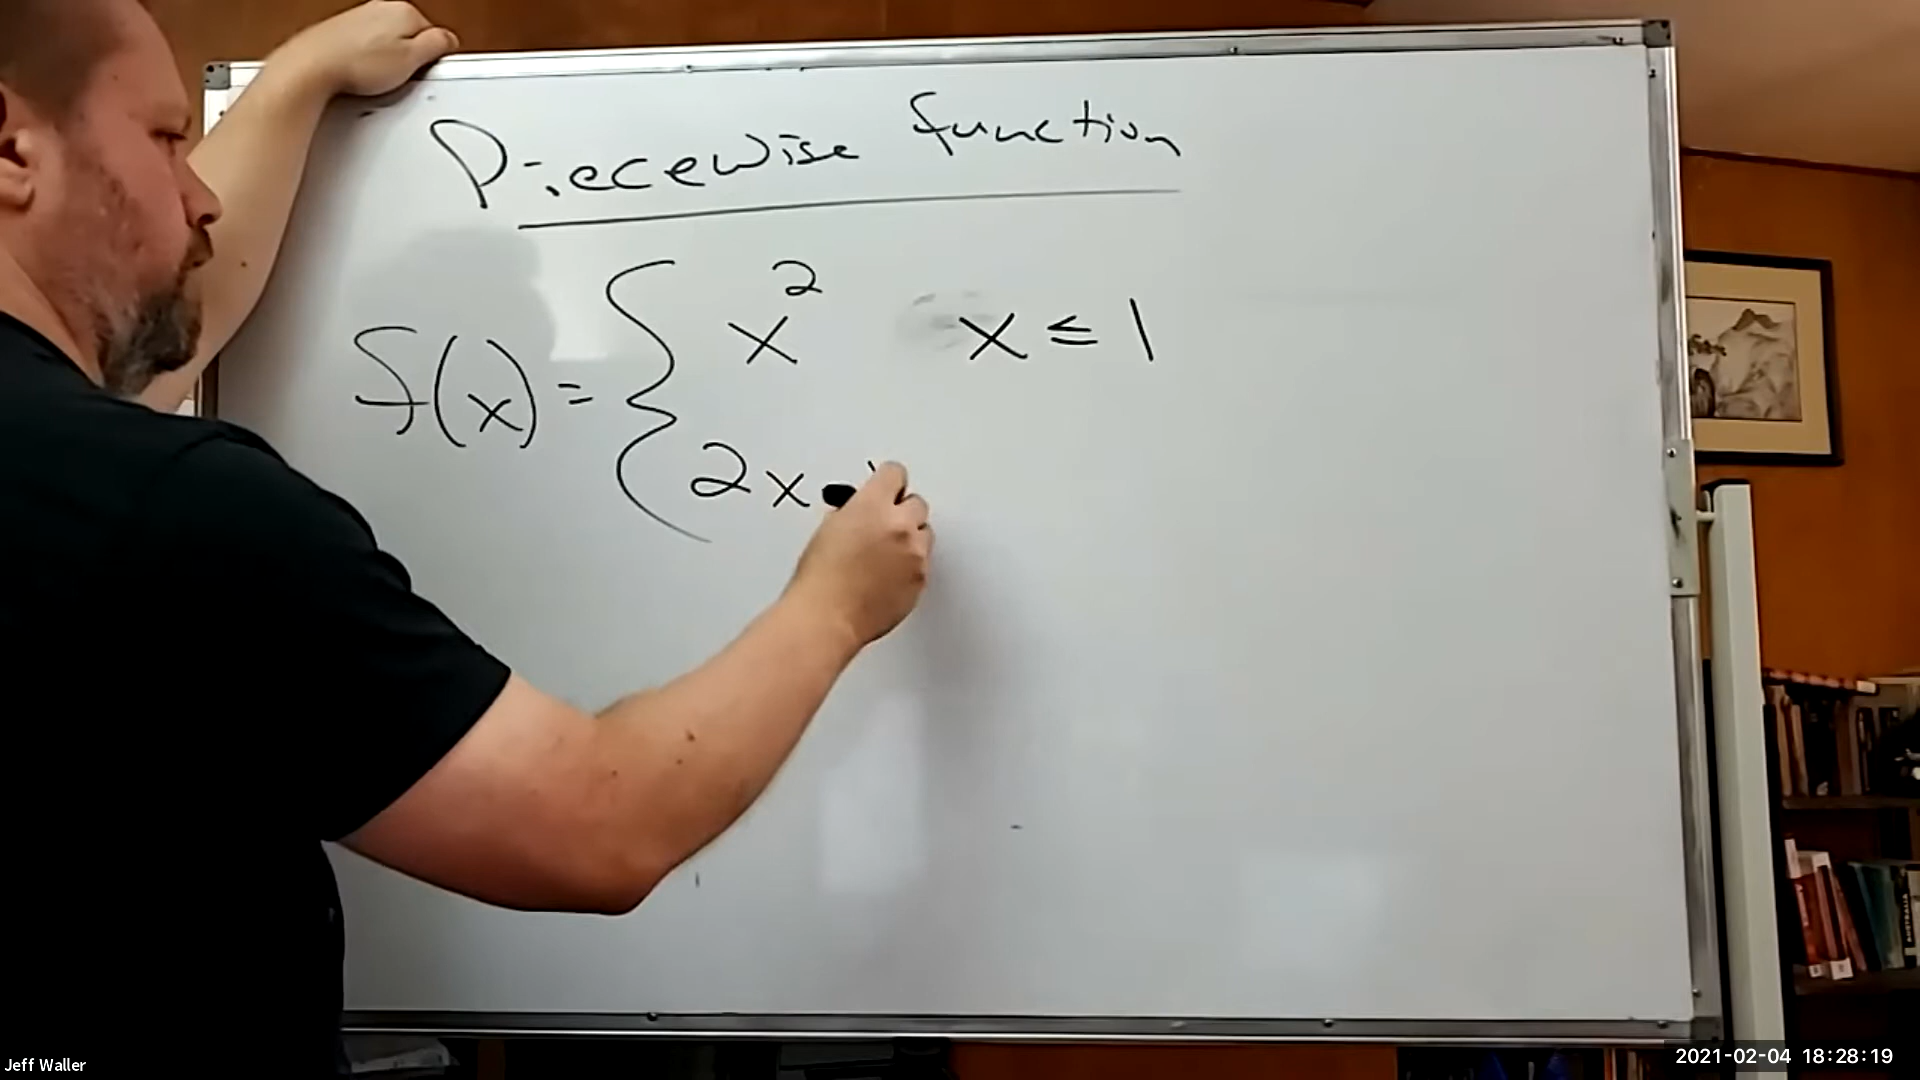 Piecewise function
f(x) = { x² x ≤ 1
2x
Jeff Waller
2021-02-04 18:28:19